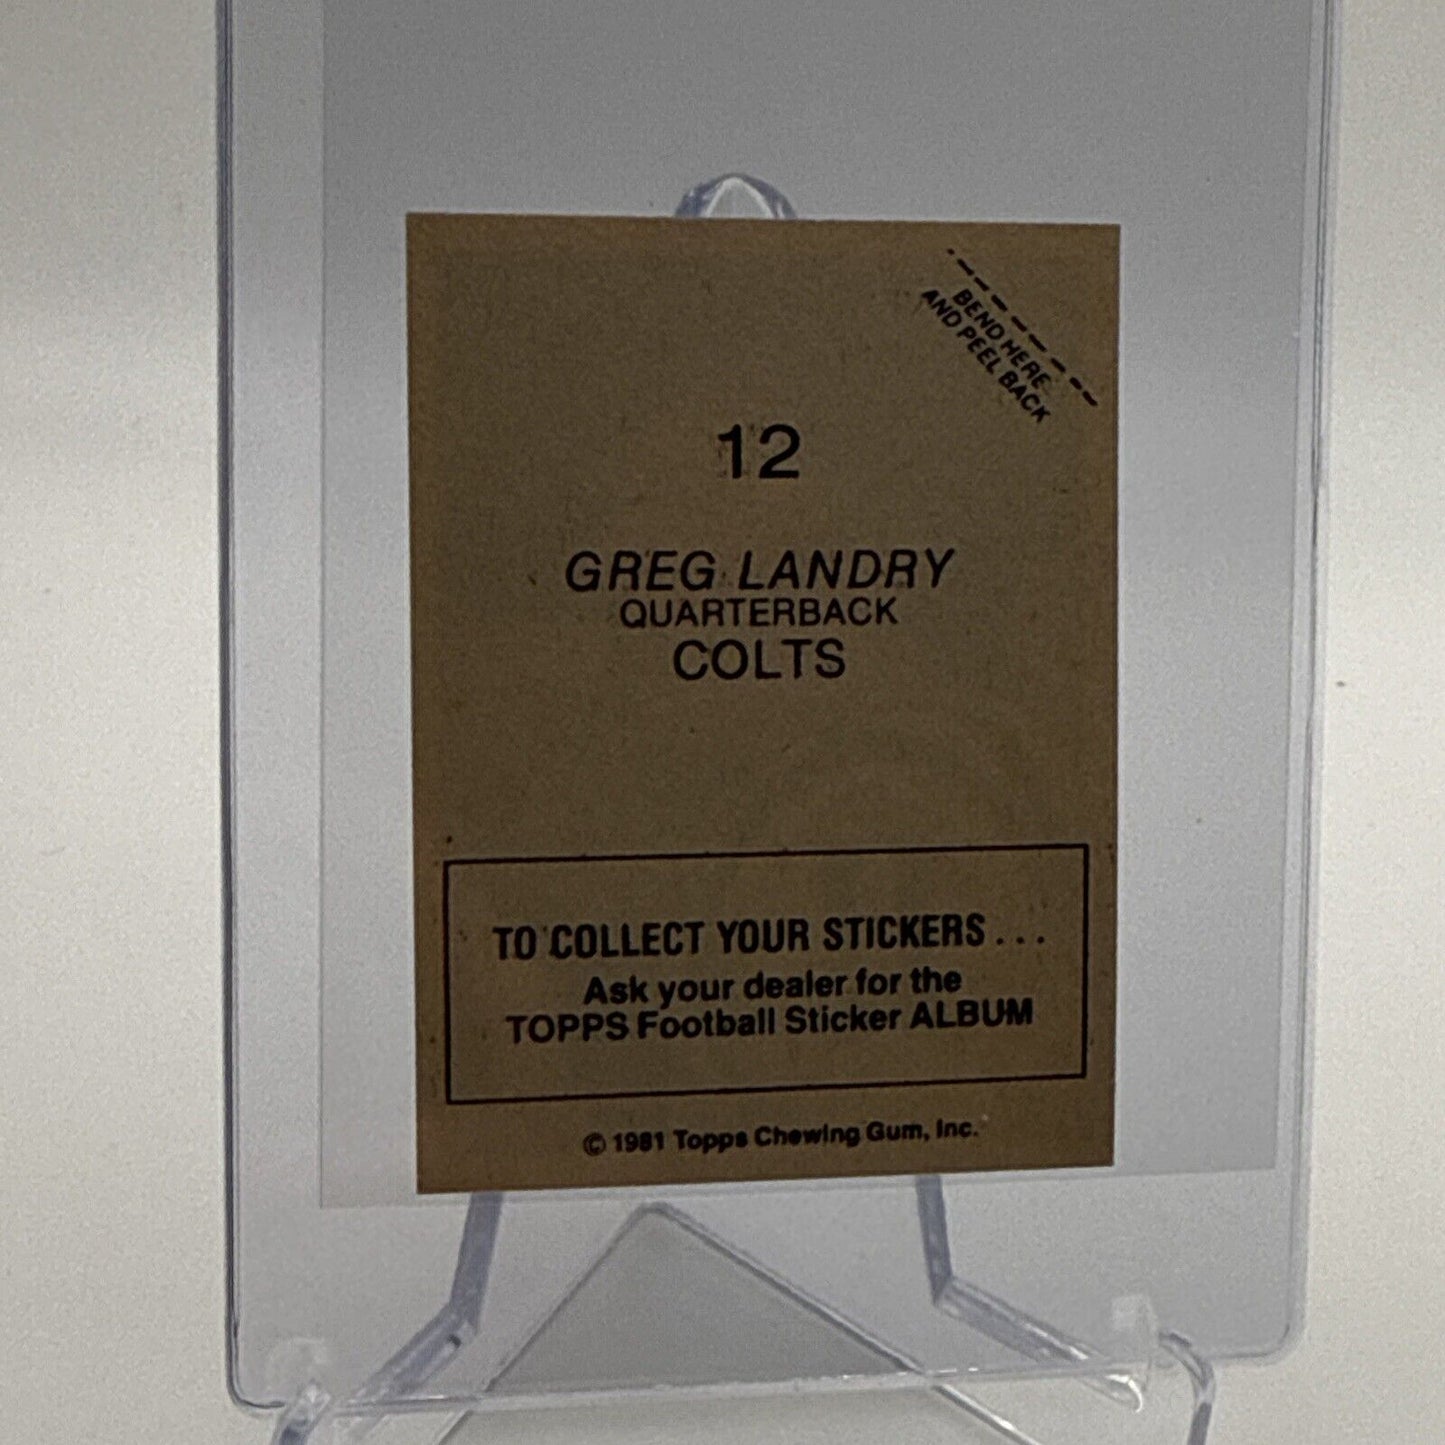 BEND HERE
AND PEEL BACK
12
GREG LANDRY
QUARTERBACK
COLTS
TO COLLECT YOUR STICKERS...
Ask your dealer for the
TOPPS Football Sticker ALBUM
© 1981 Topps Chewing Gum, Inc.